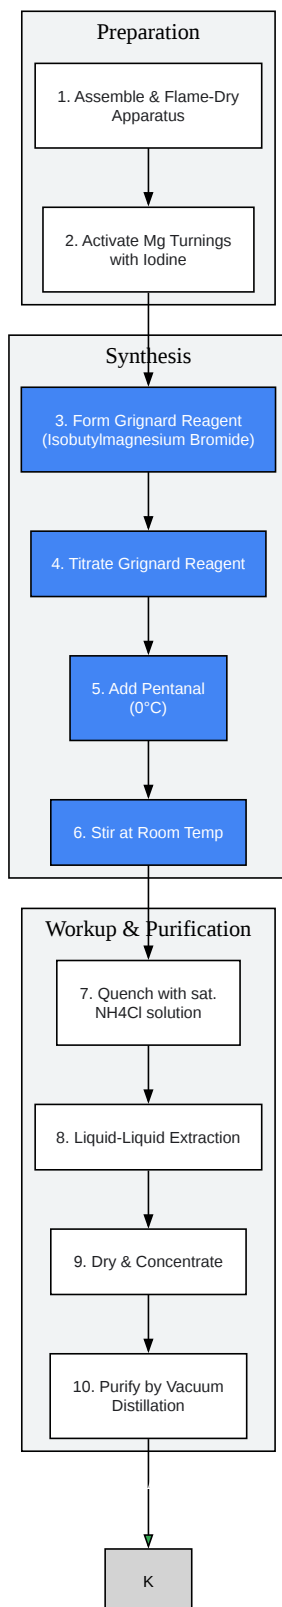 Preparation
1. Assemble & Flame-Dry
Apparatus
2. Activate Mg Turnings
with Iodine
Synthesis
3. Form Grignard Reagent
(Isobutylmagnesium Bromide)
4. Titrate Grignard Reagent
5. Add Pentanal
(0°C)
6. Stir at Room Temp
Workup & Purification
7. Quench with sat.
NH4Cl solution
8. Liquid-Liquid Extraction
9. Dry & Concentrate
10. Purify by Vacuum
Distillation
K